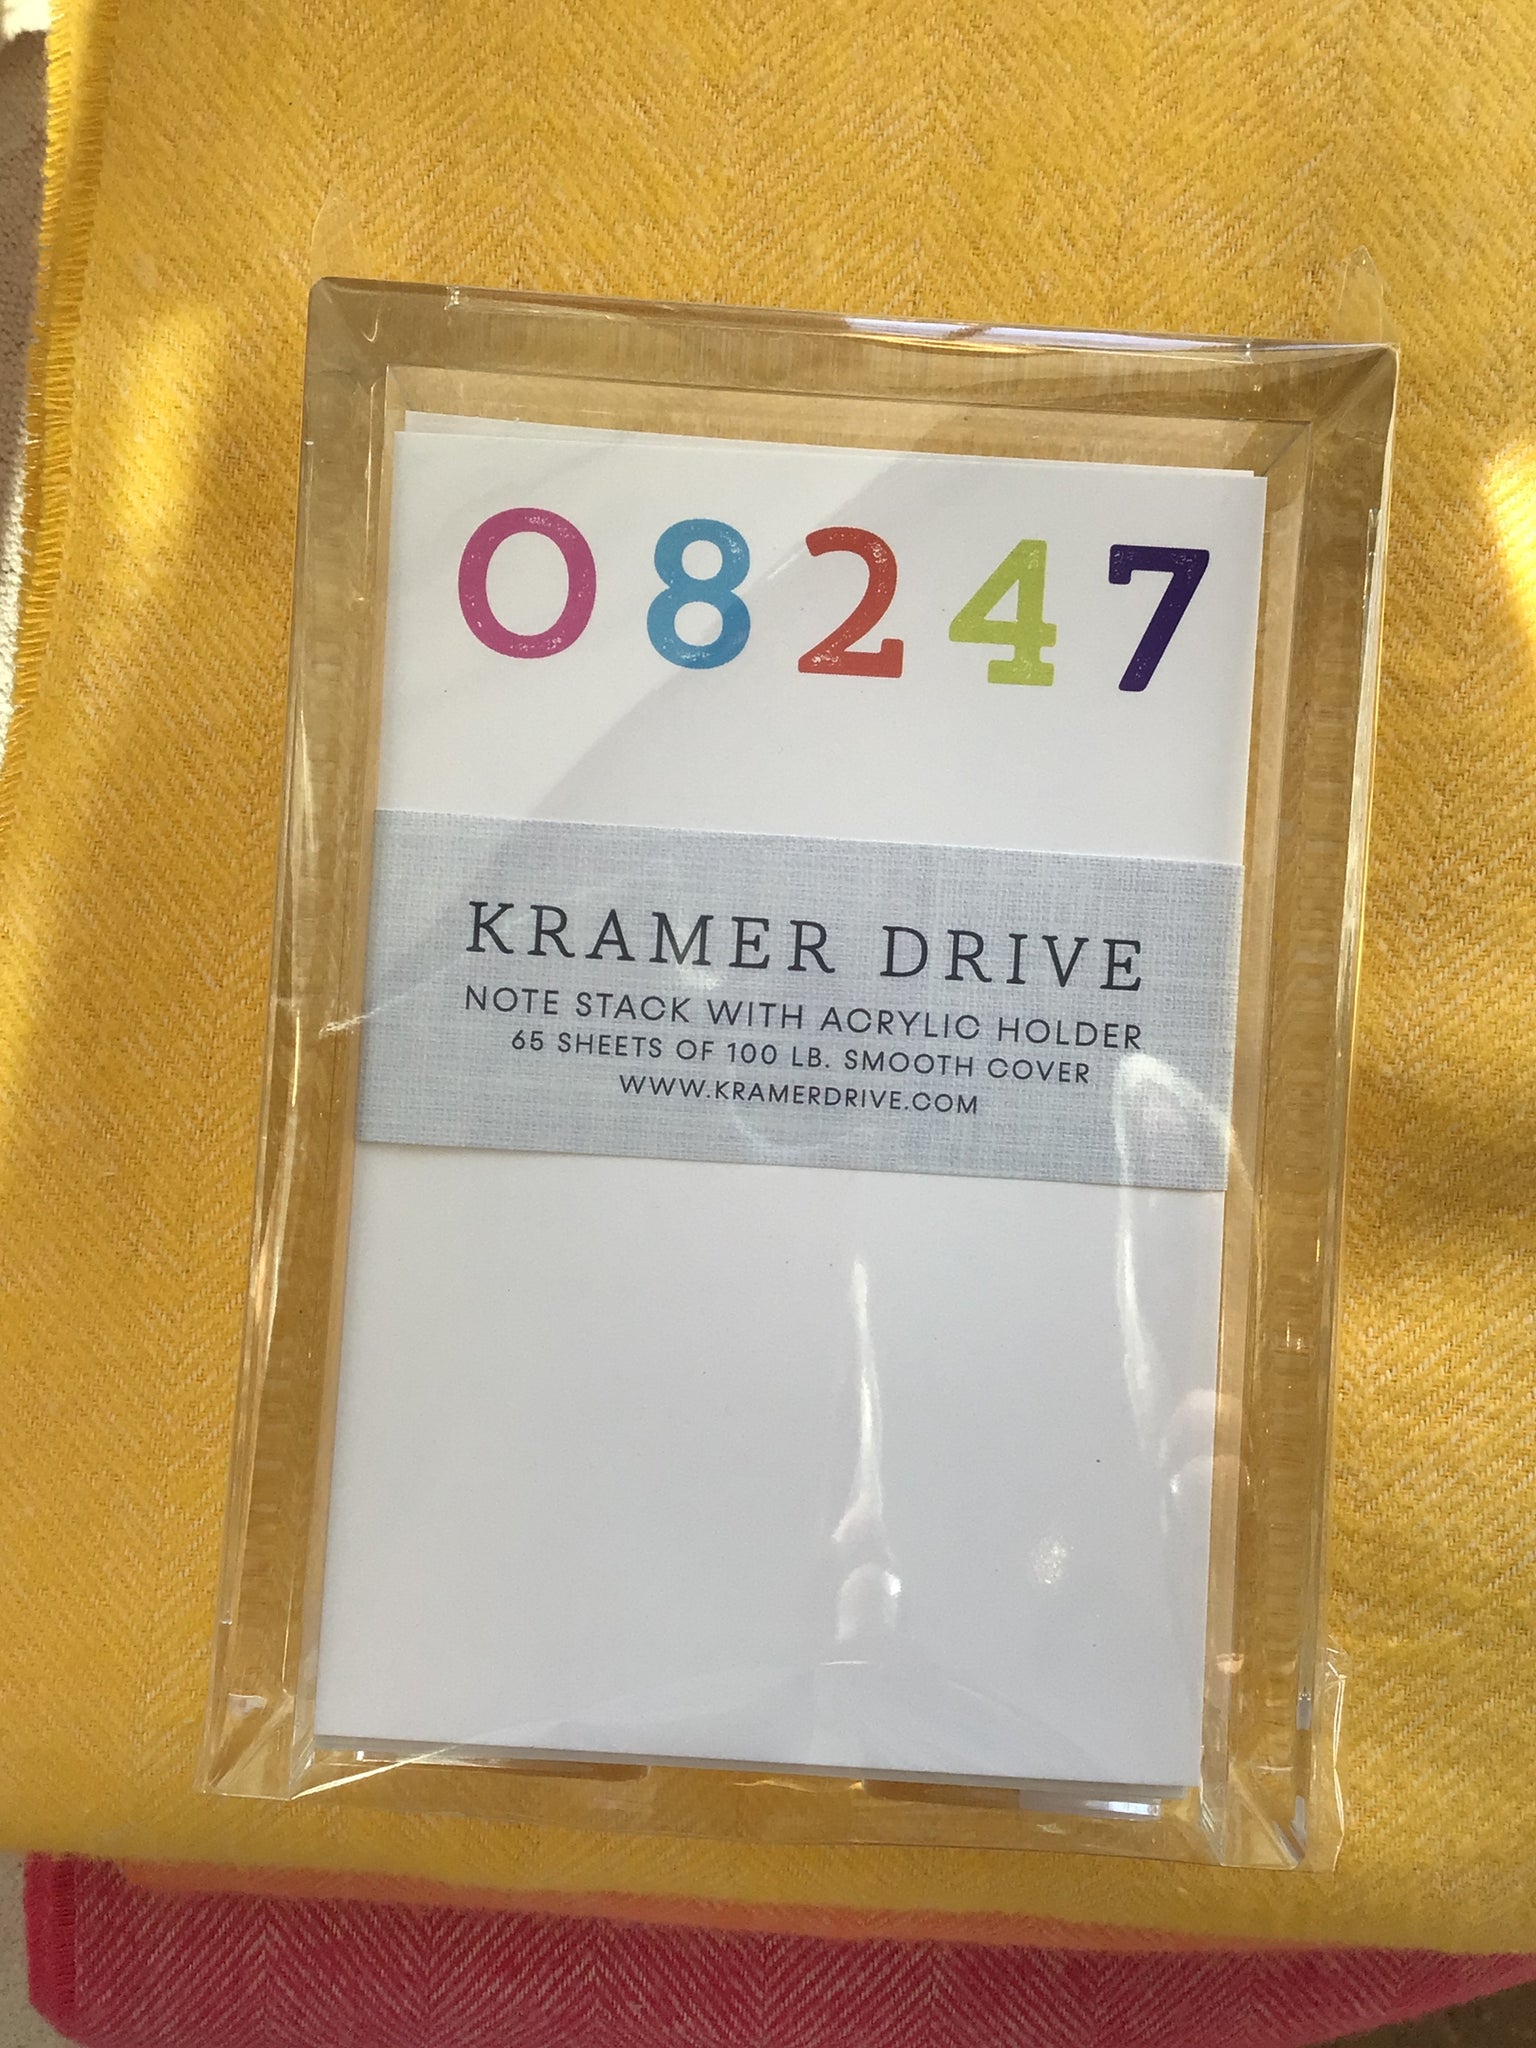 08247
KRAMER DRIVE
NOTE STACK WITH ACRYLIC HOLDER
65 SHEETS OF 100 LB. SMOOTH COVER
WWW.KRAMERDRIVE.COM